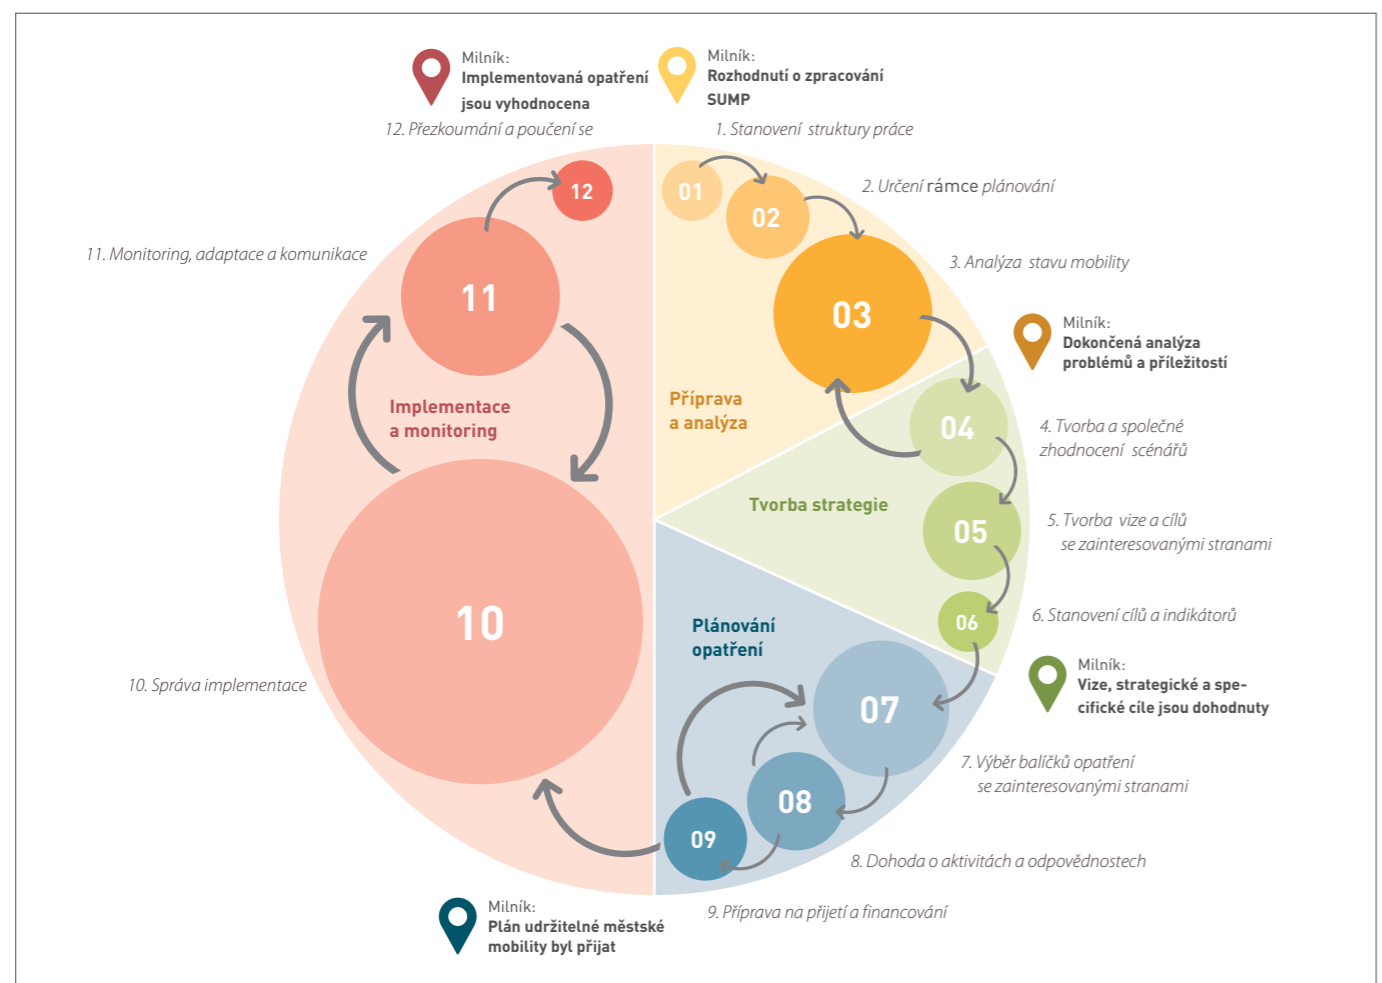 Milník:
Implementovaná opatření
jsou vyhodnocena
Milník:
Rozhodnutí o zpracování
SUMP
12. Přezkoumání a poučení se
1. Stanovení struktury práce
12
01
02
2. Určení rámce plánování
11. Monitoring, adaptace a komunikace
11
03
3. Analýza stavu mobility
Milník:
Dokončená analýza
problémů a příležitostí
Implementace
a monitoring
Příprava
a analýza
04
4. Tvorba a společné
zhodnocení scénářů
Tvorba strategie
05
5. Tvorba vize a cílů
se zainteresovanými stranami
10
06
6. Stanovení cílů a indikátorů
Plánování
opatření
Milník:
Vize, strategické a spe-
cifické cíle jsou dohodnuty
10. Správa implementace
07
7. Výběr balíčků opatření
se zainteresovanými stranami
08
09
8. Dohoda o aktivitách a odpovědnostech
9. Příprava na přijetí a financování
Milník:
Plán udržitelné městské
mobility byl přijat